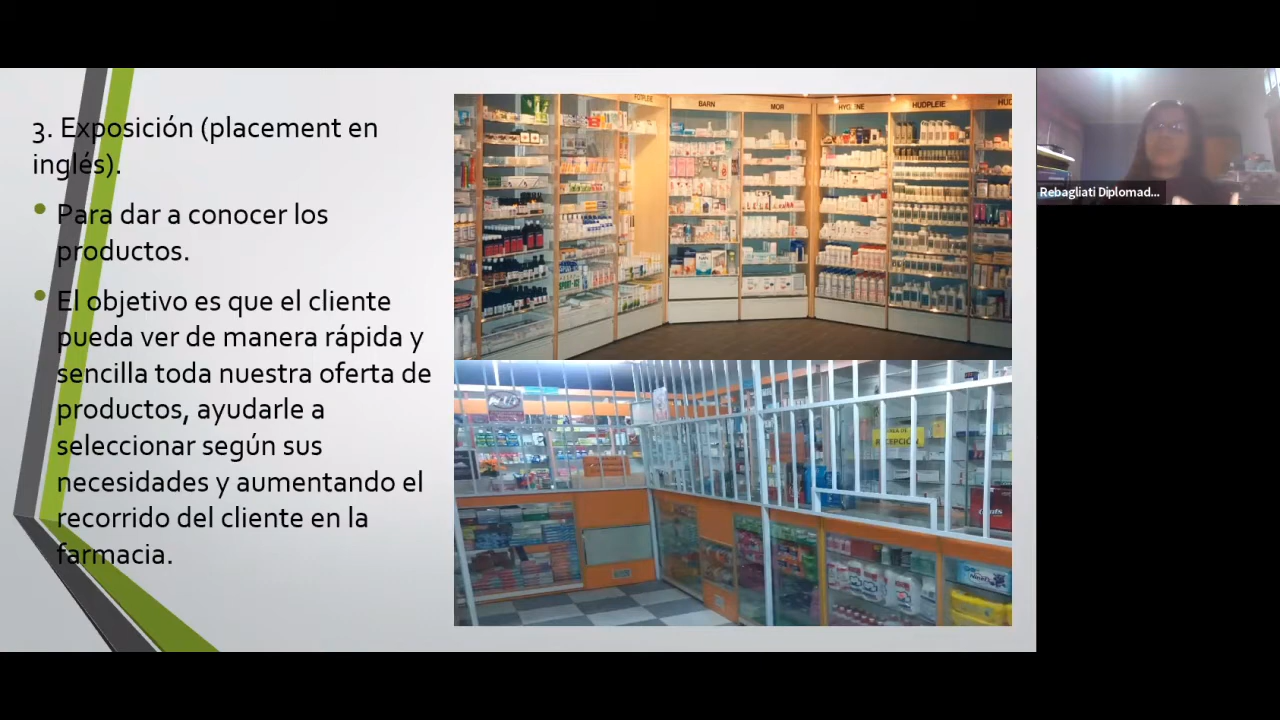 3. Exposición (placement en
inglés).
Para dar a conocer los
productos.
El objetivo es que el cliente
pueda ver de manera rápida y
sencilla toda nuestra oferta de
productos, ayudarle a
seleccionar según sus
necesidades y aumentando el
recorrido del cliente en la
farmacia.
BARN
MOR
HUDPLEIE
RECEPCIÓN
Rebagliati Diplomad...